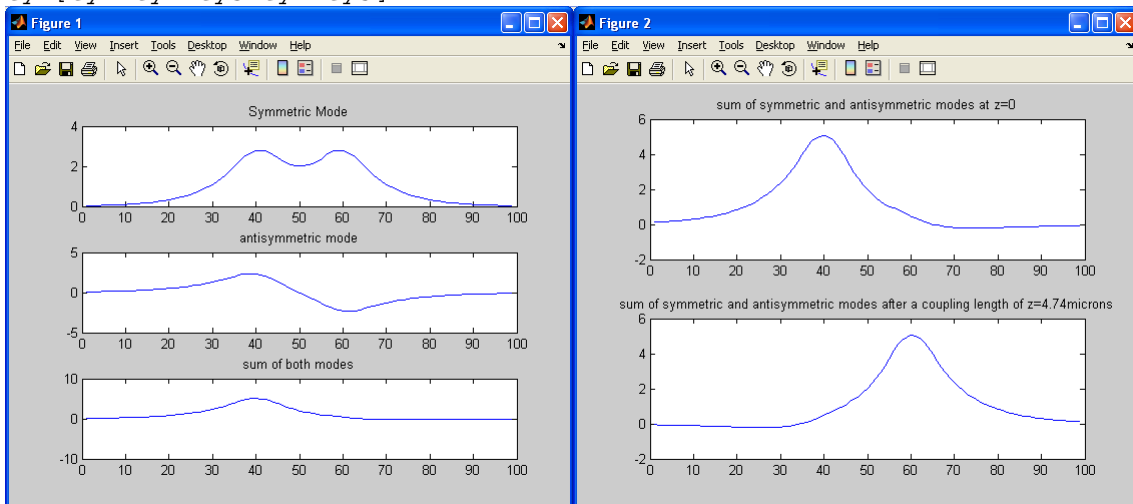 Figure 1
File Edit View Insert Tools Desktop Window Help
Symmetric Mode
4
2
0
0 10 20 30 40 50 60 70 80 90 100
antisymmetric mode
5
0
-5
0 10 20 30 40 50 60 70 80 90 100
sum of both modes
10
0
-10
0 10 20 30 40 50 60 70 80 90 100
Figure 2
File Edit View Insert Tools Desktop Window Help
sum of symmetric and antisymmetric modes at z=0
6
4
2
0
-2
0 10 20 30 40 50 60 70 80 90 100
sum of symmetric and antisymmetric modes after a coupling length of z=4.74microns
6
4
2
0
-2
0 10 20 30 40 50 60 70 80 90 100